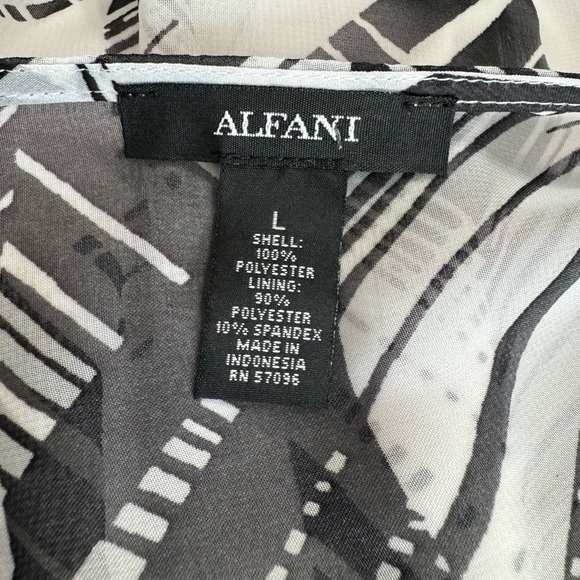 ALFANI
L
SHELL:
100%
POLYESTER
LINING:
90%
POLYESTER
10% SPANDEX
MADE IN
INDONESIA
RN 57096